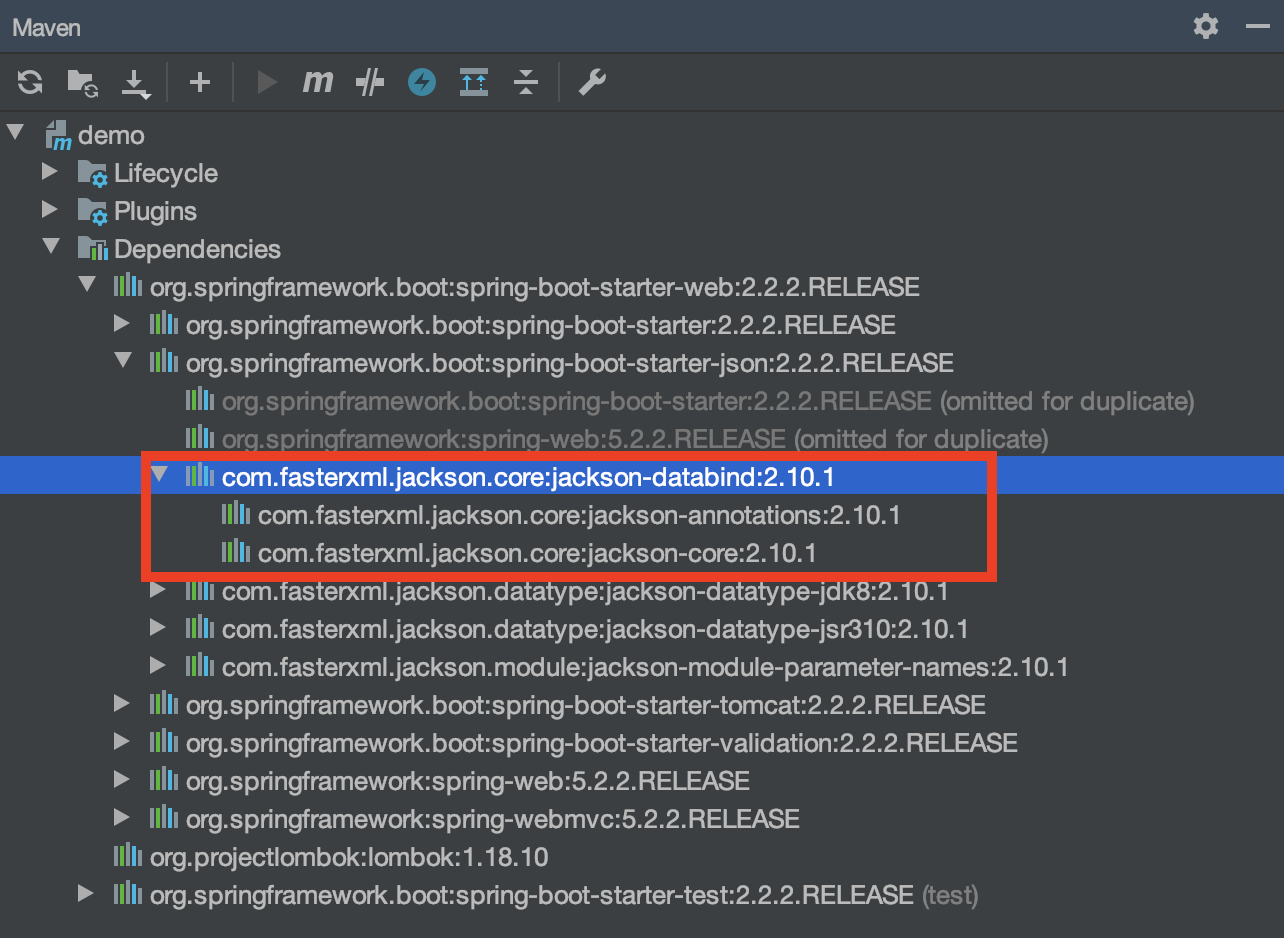 Maven
m
demo
Lifecycle
Plugins
Dependencies
org.springframework.boot:spring-boot-starter-web:2.2.2.RELEASE
org.springframework.boot:spring-boot-starter:2.2.2.RELEASE
org.springframework.boot:spring-boot-starter-json:2.2.2.RELEASE
org.springframework.boot:spring-boot-starter:2.2.2.RELEASE (omitted for duplicate)
org.springframework:spring-web:5.2.2.RELEASE (omitted for duplicate)
com.fasterxml.jackson.core:jackson-databind:2.10.1
com.fasterxml.jackson.core:jackson-annotations:2.10.1
com.fasterxml.jackson.core:jackson-core:2.10.1
com.fasterxml.jackson.datatype:jackson-datatype-jdk8:2.10.1
com.fasterxml.jackson.datatype:jackson-datatype-jsr310:2.10.1
com.fasterxml.jackson.module:jackson-module-parameter-names:2.10.1
org.springframework.boot:spring-boot-starter-tomcat:2.2.2.RELEASE
org.springframework.boot:spring-boot-starter-validation:2.2.2.RELEASE
org.springframework:spring-web:5.2.2.RELEASE
org.springframework:spring-webmvc:5.2.2.RELEASE
org.projectlombok:lombok:1.18.10
org.springframework.boot:spring-boot-starter-test:2.2.2.RELEASE (test)